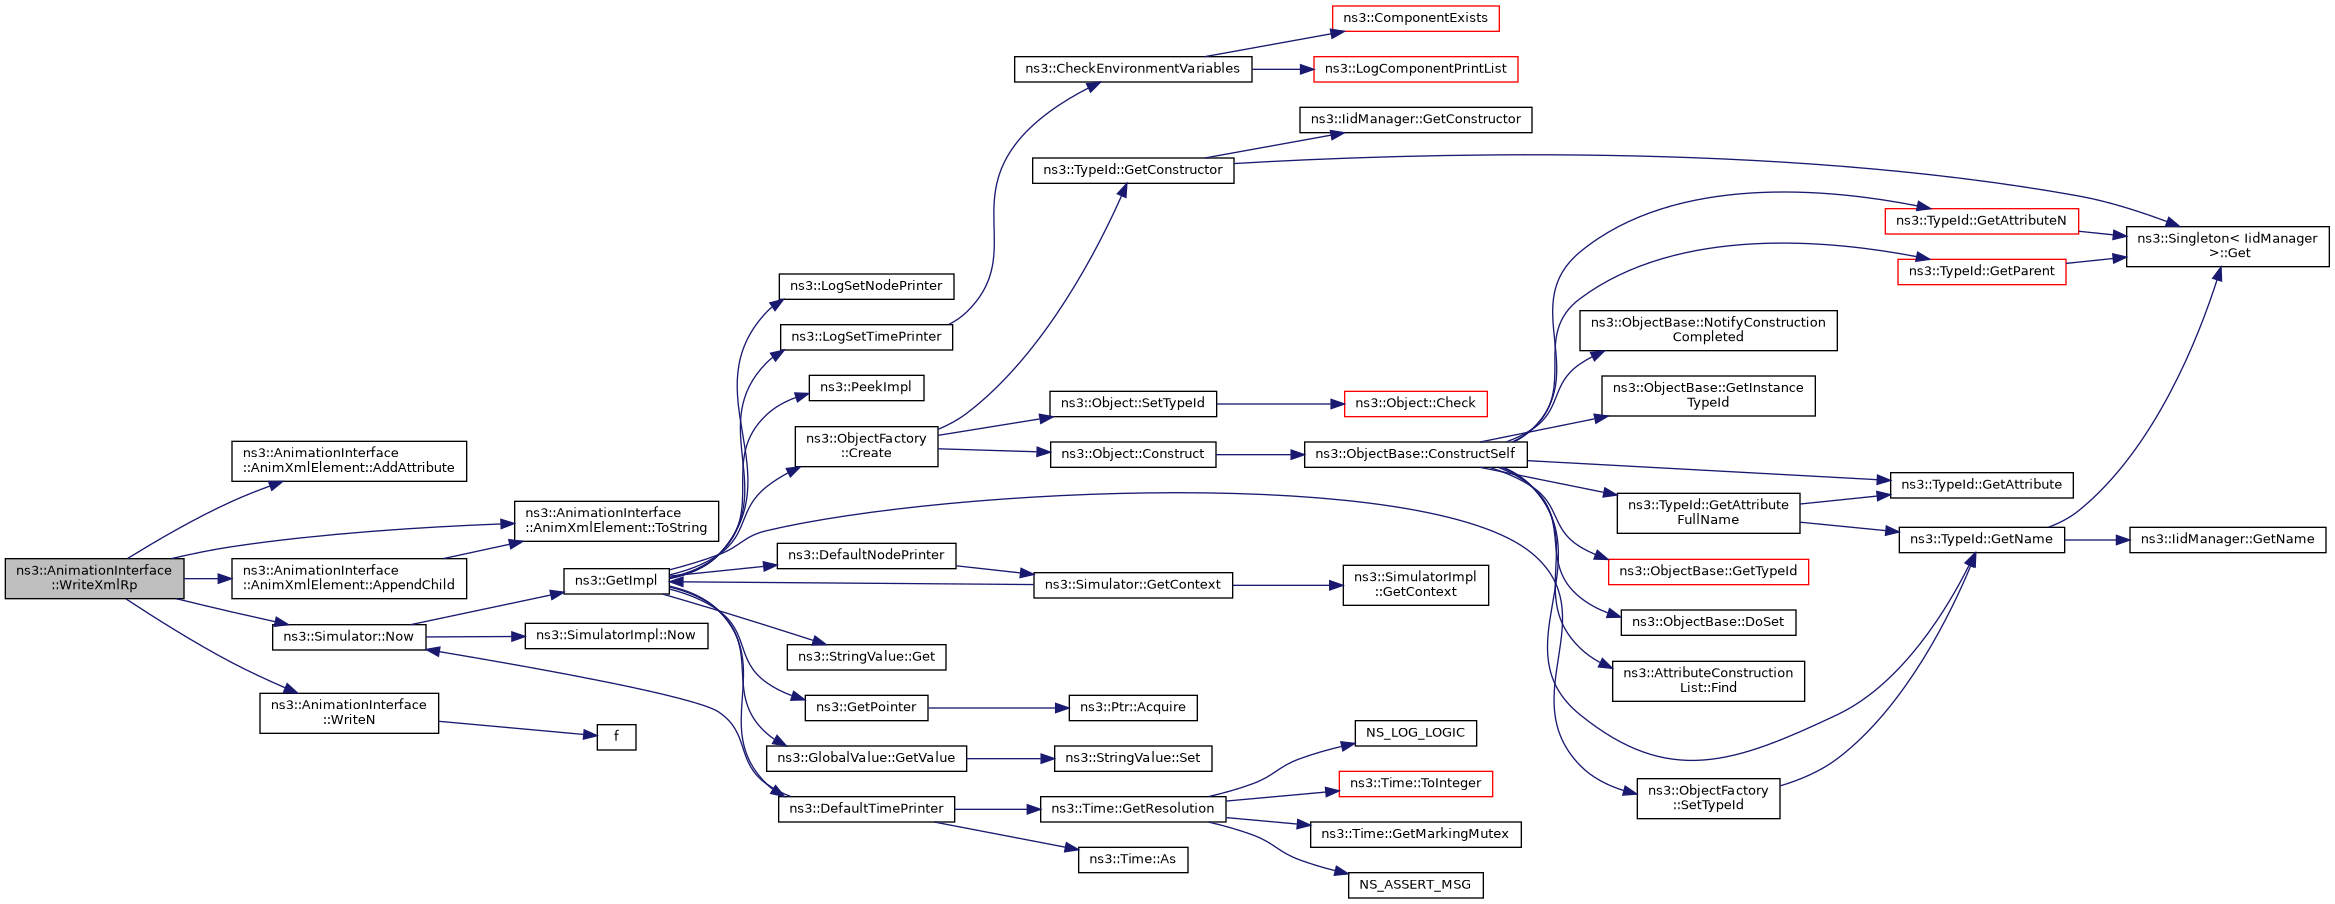 ns3::AnimationInterface
::WriteXmlRp
ns3::AnimationInterface
::AnimXmlElement::AddAttribute
ns3::AnimationInterface
::AnimXmlElement::ToString
ns3::AnimationInterface
::AnimXmlElement::AppendChild
ns3::Simulator::Now
ns3::AnimationInterface
::WriteN
ns3::GetImpl
ns3::SimulatorImpl::Now
f
ns3::LogSetNodePrinter
ns3::LogSetTimePrinter
ns3::PeekImpl
ns3::ObjectFactory
::Create
ns3::DefaultNodePrinter
ns3::StringValue::Get
ns3::GetPointer
ns3::GlobalValue::GetValue
ns3::DefaultTimePrinter
ns3::CheckEnvironmentVariables
ns3::TypeId::GetConstructor
ns3::Object::SetTypeId
ns3::Object::Construct
ns3::Simulator::GetContext
ns3::Ptr::Acquire
ns3::StringValue::Set
ns3::Time::GetResolution
ns3::Time::As
ns3::ComponentExists
ns3::LogComponentPrintList
ns3::IidManager::GetConstructor
ns3::Object::Check
ns3::ObjectBase::ConstructSelf
ns3::SimulatorImpl
::GetContext
NS_LOG_LOGIC
ns3::Time::ToInteger
ns3::Time::GetMarkingMutex
NS_ASSERT_MSG
ns3::ObjectBase::NotifyConstruction
Completed
ns3::ObjectBase::GetInstance
TypeId
ns3::TypeId::GetAttribute
FullName
ns3::ObjectBase::GetTypeId
ns3::ObjectBase::DoSet
ns3::AttributeConstruction
List::Find
ns3::ObjectFactory
::SetTypeId
ns3::TypeId::GetAttributeN
ns3::TypeId::GetParent
ns3::TypeId::GetAttribute
ns3::TypeId::GetName
ns3::Singleton< IidManager
>::Get
ns3::IidManager::GetName